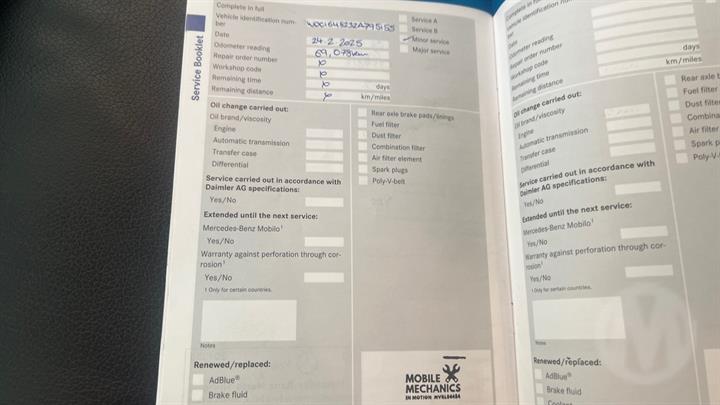 Service Booklet
Complete in full
Vehicle identification num-
ber
Date 24-2-2025
Odometer reading 69,078km
Repair order number
Workshop code
Remaining time days
Remaining distance km/miles
Service A
Service B
Minor service
Major service
Oil change carried out:
Oil brand/viscosity
Engine
Automatic transmission
Transfer case
Differential
Rear axle brake pads/linings
Fuel filter
Dust filter
Combination filter
Air filter element
Spark plugs
Poly-V-belt
Service carried out in accordance with
Daimler AG specifications:
Yes/No
Extended until the next service:
Mercedes-Benz Mobilo¹
Yes/No
Warranty against perforation through cor-
rosion¹
Yes/No
1 Only for certain countries.
Notes
Renewed/replaced:
AdBlue®
Brake fluid
MOBILE
MECHANICS
Complete in full
Vehicle identification
ber
Date
Odometer reading
Repair order number
Workshop code
Remaining time days
Remaining distance km/miles
Oil change carried out:
Oil brand/viscosity
Engine
Automatic transmission
Transfer case
Differential
Rear axle b
Fuel filter
Dust filter
Combina
Air filter
Spark p
Poly-V-
Service carried out in accordance with
Daimler AG specifications:
Yes/No
Extended until the next service:
Mercedes-Benz Mobilo¹
Yes/No
Warranty against perforation through cor-
rosion¹
Yes/No
1 Only for certain countries.
Notes
Renewed/replaced:
AdBlue®
Brake fluid